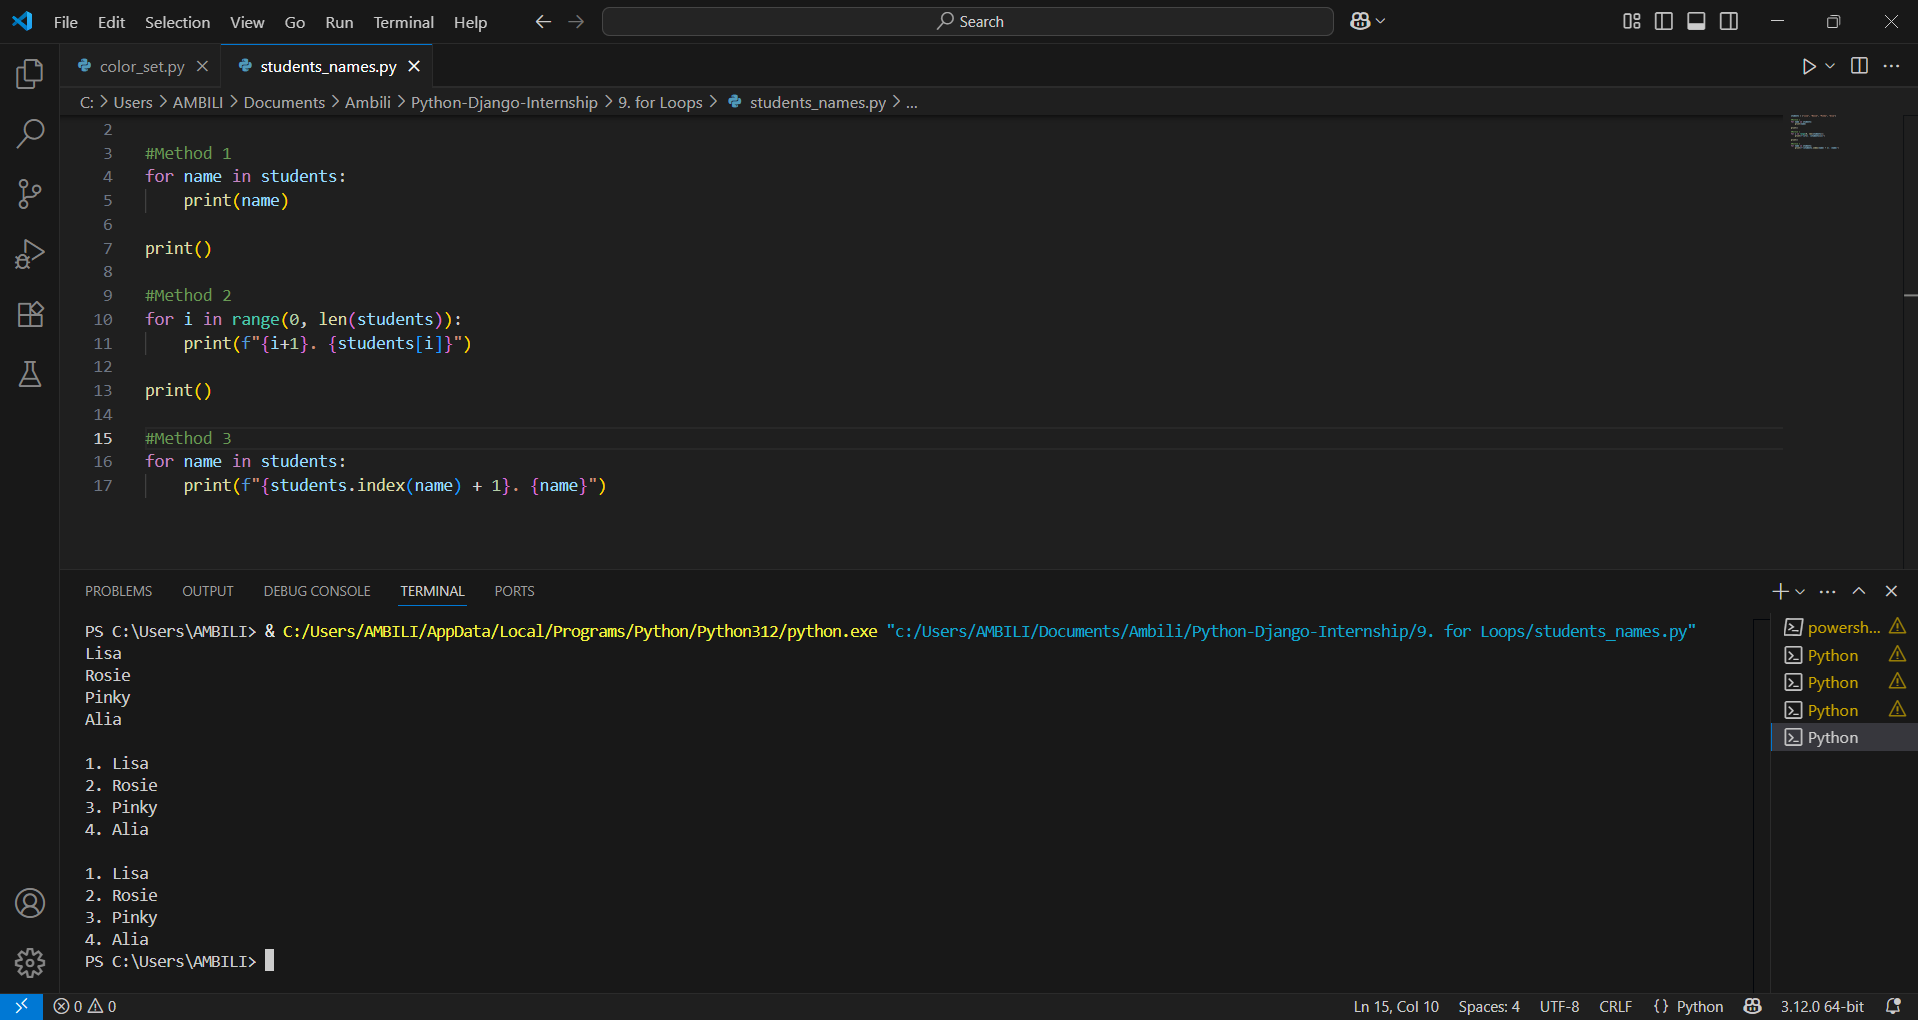 File Edit Selection View Go Run Terminal Help Search
color_set.py students_names.py
C: > Users > AMBILI > Documents > Ambili > Python-Django-Internship > 9. for Loops > students_names.py > ...
2
3 #Method 1
4 for name in students:
5     print(name)
6
7 print()
8
9 #Method 2
10 for i in range(0, len(students)):
11     print(f"{i+1}. {students[i]}")
12
13 print()
14
15 #Method 3
16 for name in students:
17     print(f"{students.index(name) + 1}. {name}")
PROBLEMS OUTPUT DEBUG CONSOLE TERMINAL PORTS
PS C:\Users\AMBILI> & C:/Users/AMBILI/AppData/Local/Programs/Python/Python312/python.exe "c:/Users/AMBILI/Documents/Ambili/Python-Django-Internship/9. for Loops/students_names.py"
Lisa
Rosie
Pinky
Alia
1. Lisa
2. Rosie
3. Pinky
4. Alia
1. Lisa
2. Rosie
3. Pinky
4. Alia
PS C:\Users\AMBILI>
powersh...
Python
Python
Python
Python
0 0 Ln 15, Col 10 Spaces: 4 UTF-8 CRLF {} Python 3.12.0 64-bit